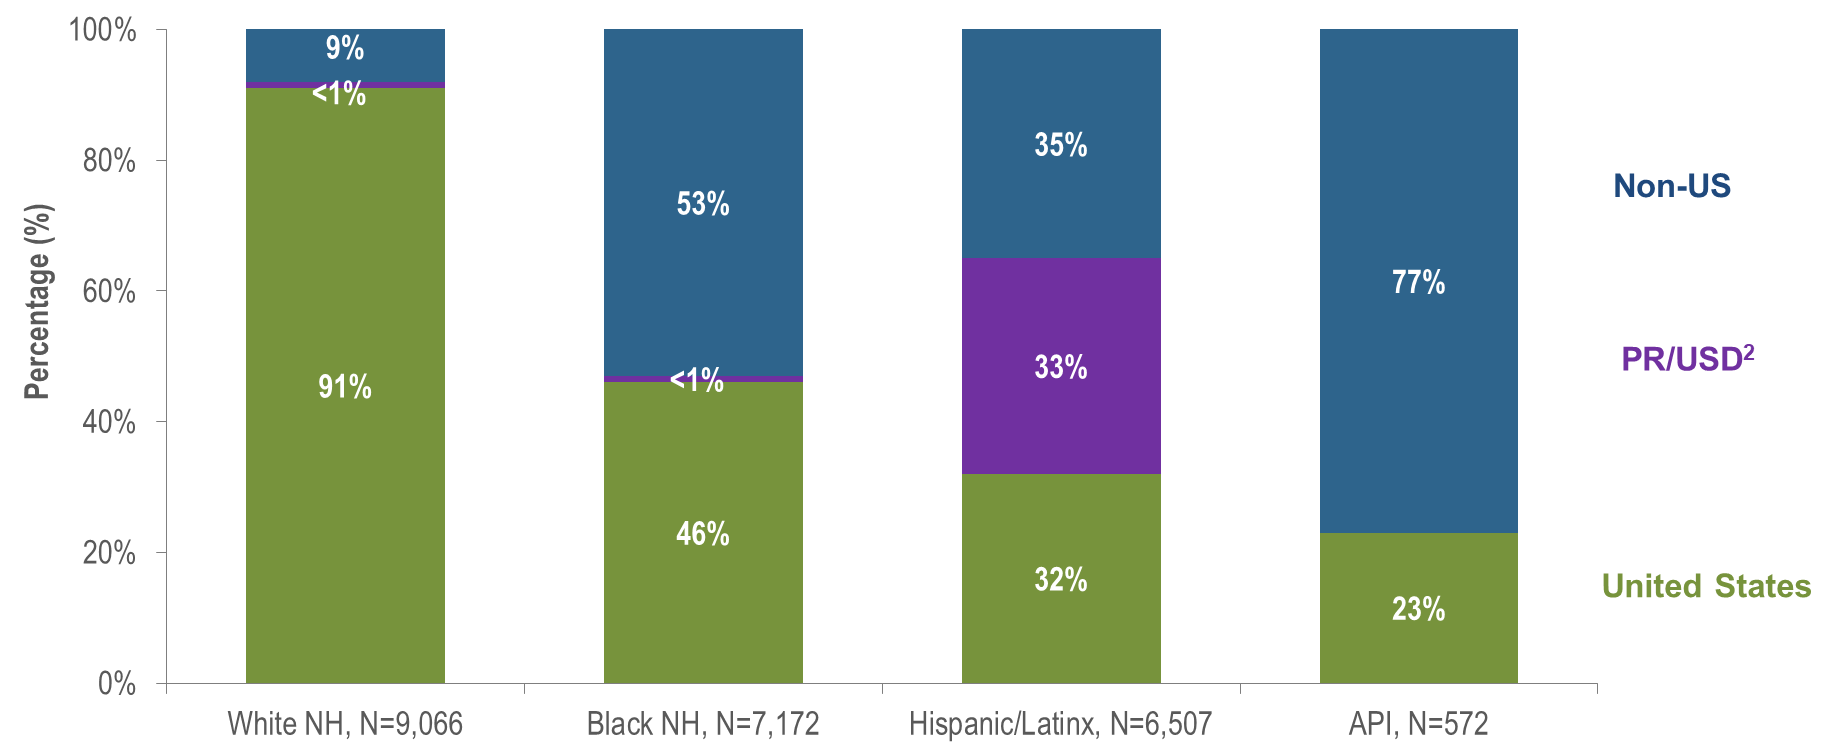 100%
80%
60%
40%
20%
0%
Percentage (%)
9%
<1%
91%
53%
<1%
46%
35%
33%
32%
77%
23%
Non-US
PR/USD²
United States
White NH, N=9,066
Black NH, N=7,172
Hispanic/Latinx, N=6,507
API, N=572